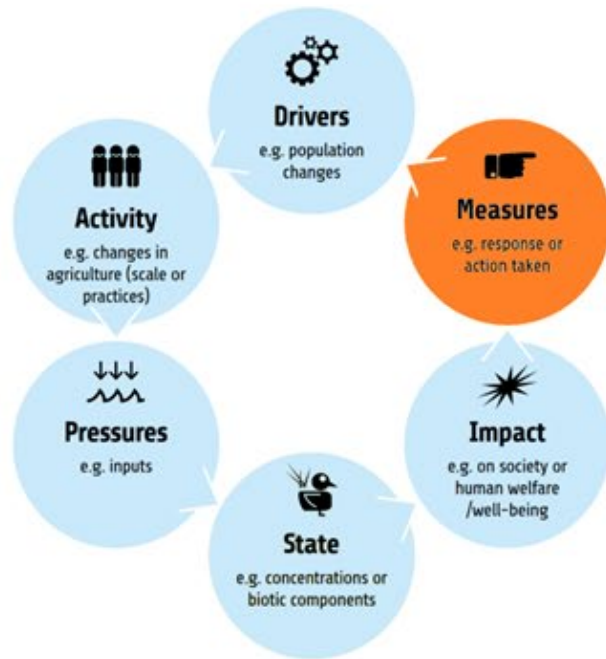 Drivers
e.g. population
changes
Measures
e.g. response or
action taken
Impact
e.g. on society or
human welfare
/well-being
State
e.g. concentrations or
biotic components
Pressures
e.g. inputs
Activity
e.g. changes in
agriculture (scale or
practices)